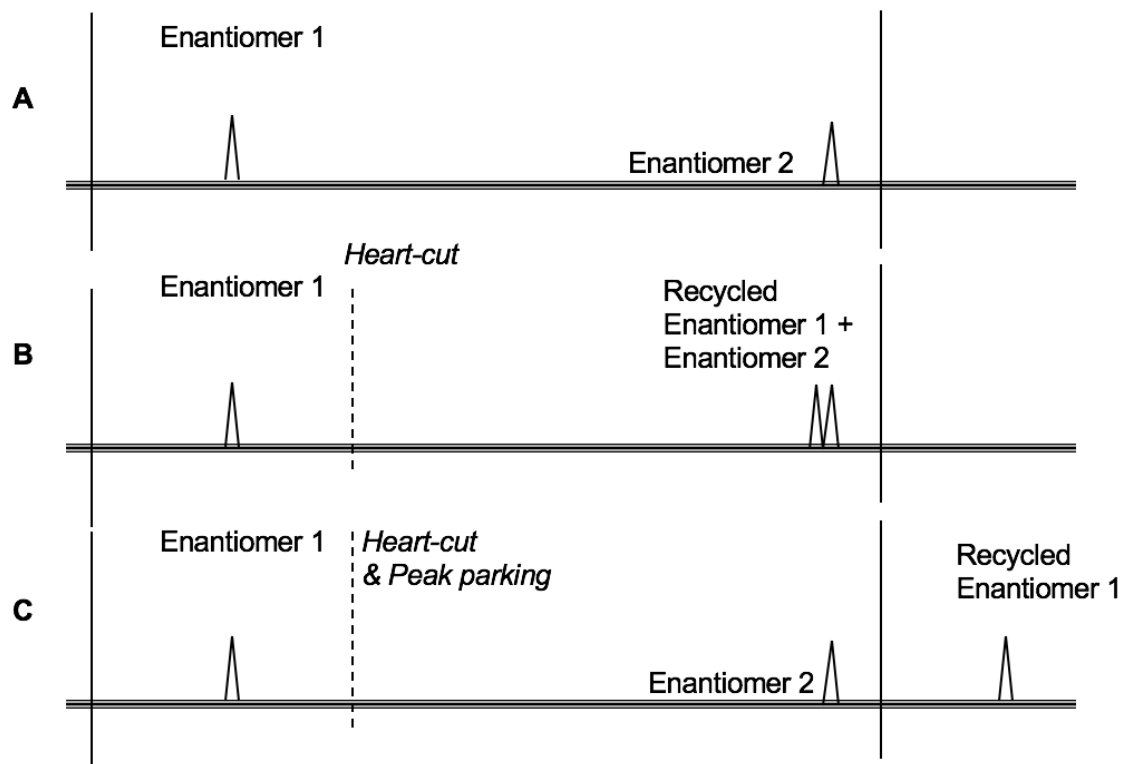 Enantiomer 1
A
Enantiomer 2
Heart-cut
Enantiomer 1
Recycled
Enantiomer 1 +
Enantiomer 2
B
Enantiomer 1
Heart-cut
& Peak parking
Recycled
Enantiomer 1
C
Enantiomer 2